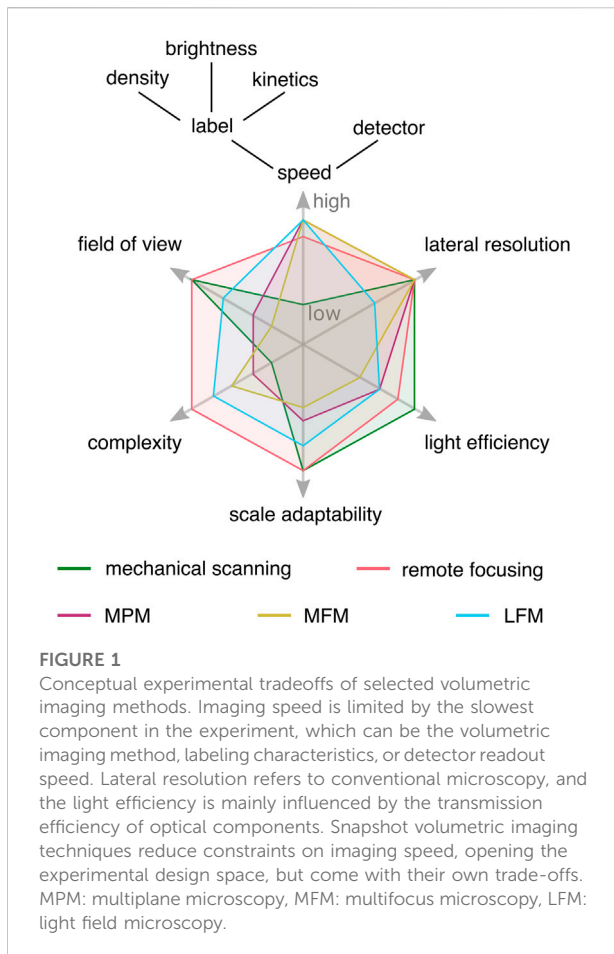 brightness
density
kinetics
label
detector
speed
high
field of view
lateral resolution
low
complexity
light efficiency
scale adaptability
mechanical scanning
remote focusing
MPM
MFM
LFM
FIGURE 1
Conceptual experimental tradeoffs of selected volumetric
imaging methods. Imaging speed is limited by the slowest
component in the experiment, which can be the volumetric
imaging method, labeling characteristics, or detector readout
speed. Lateral resolution refers to conventional microscopy, and
the light efficiency is mainly influenced by the transmission
efficiency of optical components. Snapshot volumetric imaging
techniques reduce constraints on imaging speed, opening the
experimental design space, but come with their own trade-offs.
MPM: multiplane microscopy, MFM: multifocus microscopy, LFM:
light field microscopy.